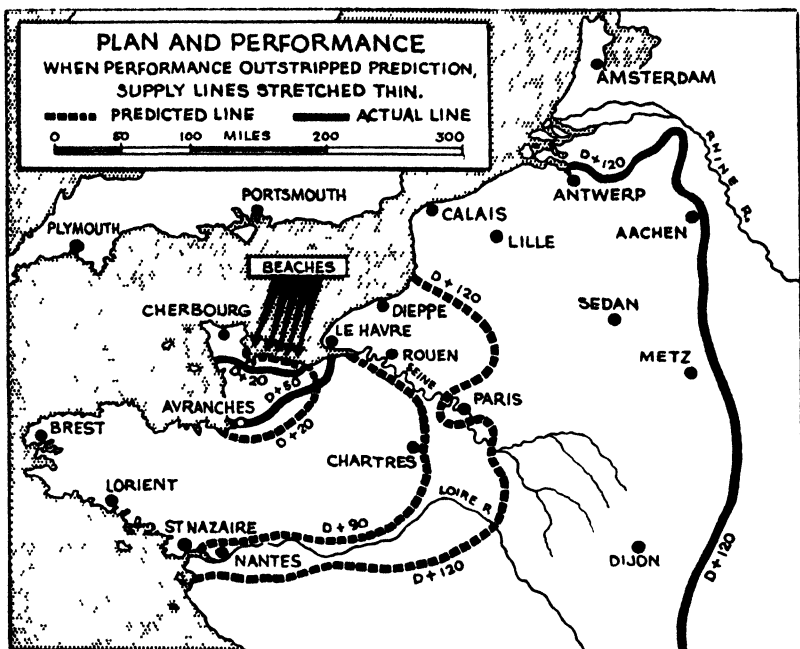 PLAN AND PERFORMANCE
WHEN PERFORMANCE OUTSTRIPPED PREDICTION,
SUPPLY LINES STRETCHED THIN.
PREDICTED LINE ACTUAL LINE
0 50 100 MILES 200 300
AMSTERDAM
RHINE R.
D+120
ANTWERP
PORTSMOUTH
CALAIS
PLYMOUTH
LILLE
AACHEN
BEACHES
D+120
CHERBOURG
DIEPPE
SEDAN
LE HAVRE
ROUEN
METZ
SEINE
D+20
D+50
PARIS
AVRANCHES
BREST
D+20
CHARTRES
LORIENT
LOIRE R.
ST NAZAIRE
D+90
NANTES
D+120
DIJON
D+120